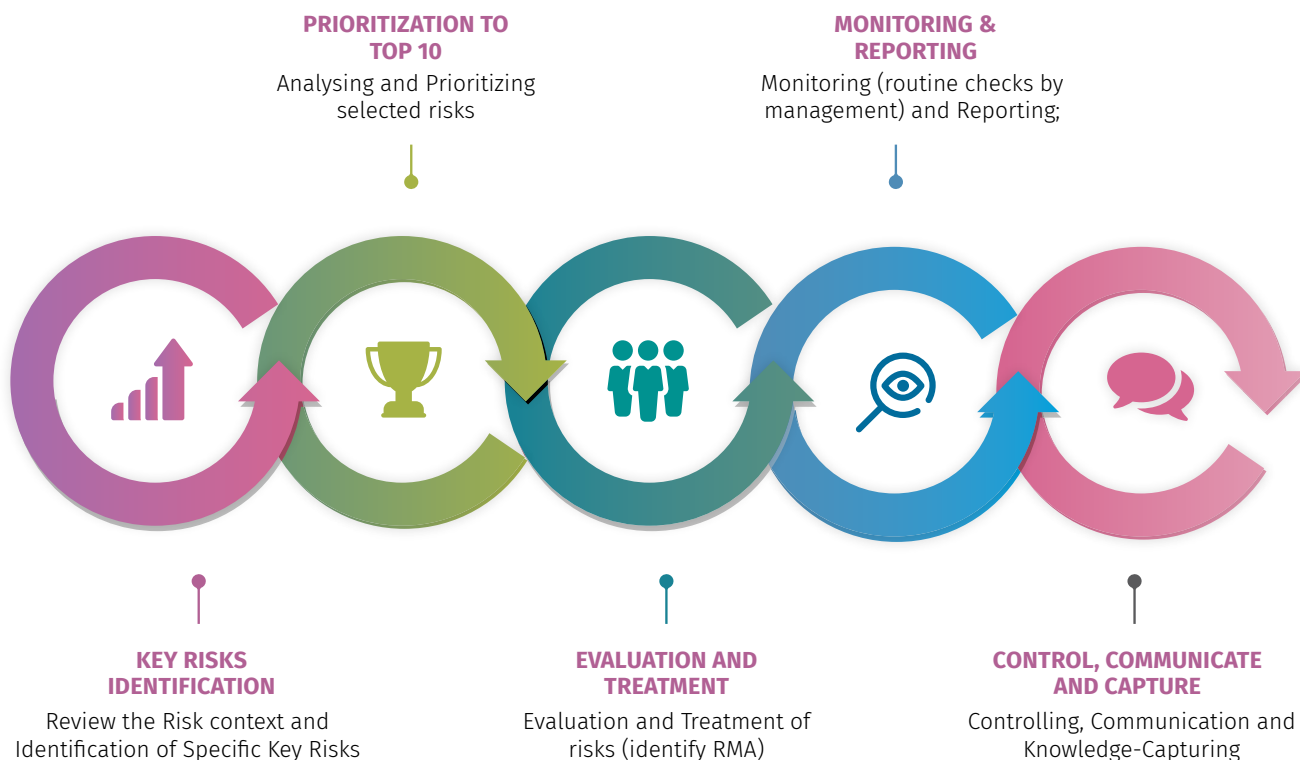 PRIORITIZATION TO
TOP 10
Analysing and Prioritizing
selected risks
MONITORING &
REPORTING
Monitoring (routine checks by
management) and Reporting;
KEY RISKS
IDENTIFICATION
Review the Risk context and
Identification of Specific Key Risks
EVALUATION AND
TREATMENT
Evaluation and Treatment of
risks (identify RMA)
CONTROL, COMMUNICATE
AND CAPTURE
Controlling, Communication and
Knowledge-Capturing